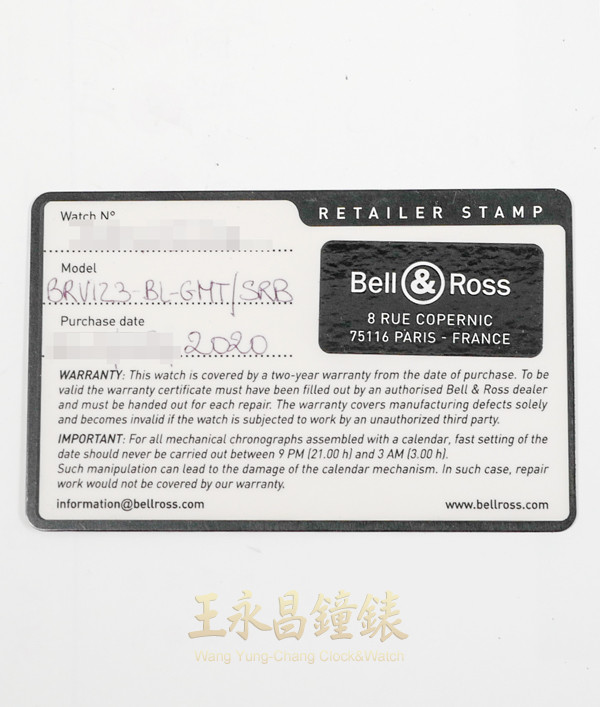 RETAILER STAMP
Watch N°
Model
BRV123-BL-GMT/SRB
Purchase date
2020
Bell & Ross
8 RUE COPERNIC
75116 PARIS - FRANCE
WARRANTY: This watch is covered by a two-year warranty from the date of purchase. To be
valid the warranty certificate must have been filled out by an authorised Bell & Ross dealer
and must be handed out for each repair. The warranty covers manufacturing defects solely
and becomes invalid if the watch is subjected to work by an unauthorized third party.
IMPORTANT: For all mechanical chronographs assembled with a calendar, fast setting of the
date should never be carried out between 9 PM (21.00 h) and 3 AM (3.00 h).
Such manipulation can lead to the damage of the calendar mechanism. In such case, repair
work would not be covered by our warranty.
information@bellross.com
www.bellross.com
王永昌鐘錶
Wang Yung-Chang Clock&Watch